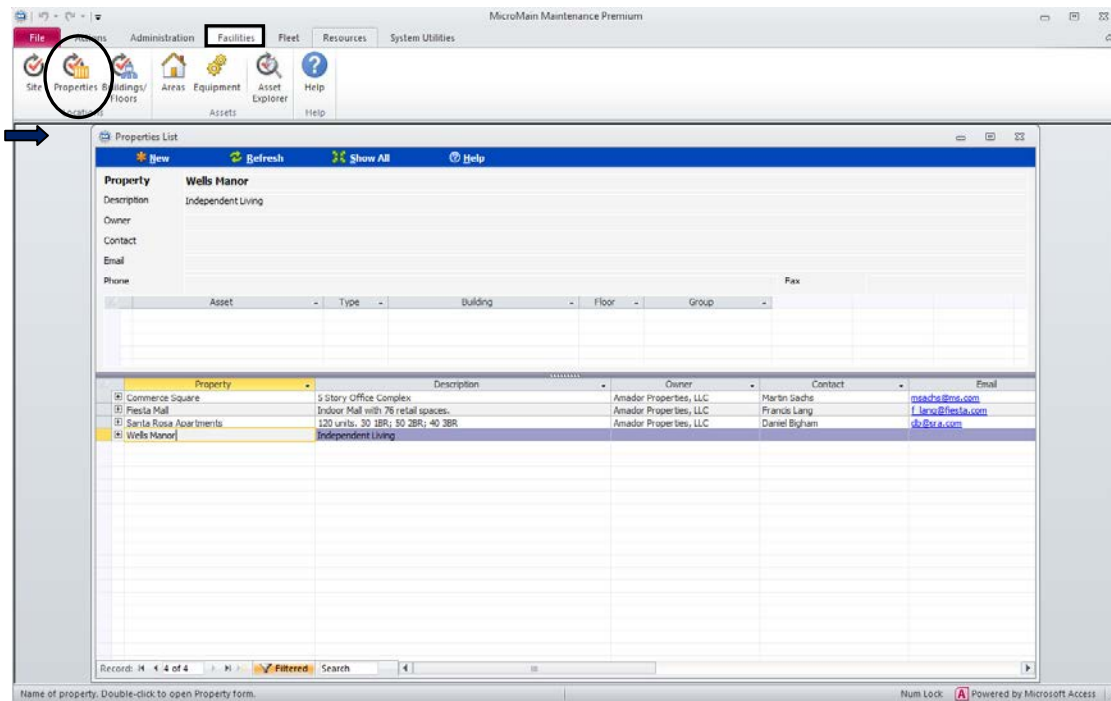 MicroMain Maintenance Premium
File Actions Administration Facilities Fleet Resources System Utilities
Site Properties Buildings/ Floors Areas Equipment Asset Explorer Help
Locations Assets Help
Properties List
New Refresh Show All Help
Property Wells Manor
Description Independent Living
Owner
Contact
Email
Phone Fax
Asset Type Building Floor Group
Property Description Owner Contact Email
Commerce Square 5 Story Office Complex Amador Properties, LLC Martin Sachs msachs@ms.com
Fiesta Mall Indoor Mall with 76 retail spaces. Amador Properties, LLC Francis Lang f_lang@fiesta.com
Santa Rosa Apartments 120 units. 30 1BR; 50 2BR; 40 3BR Amador Properties, LLC Daniel Bigham db@sra.com
Wells Manor Independent Living
Record: 4 of 4 Filtered Search
Name of property. Double-click to open Property form. Num Lock Powered by Microsoft Access